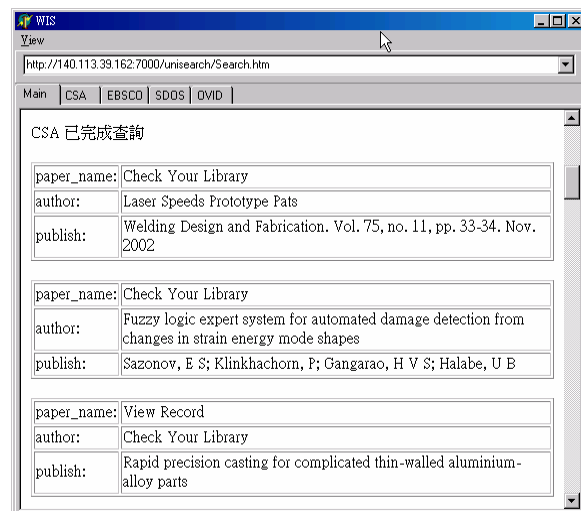 WIS
View
http://140.113.39.162:7000/unisearch/Search.htm
Main CSA EBSCO SDOS OVID
CSA 已完成查詢
paper_name: Check Your Library
author: Laser Speeds Prototype Pats
publish: Welding Design and Fabrication. Vol. 75, no. 11, pp. 33-34. Nov.
2002
paper_name: Check Your Library
author: Fuzzy logic expert system for automated damage detection from
changes in strain energy mode shapes
publish: Sazonov, E S; Klinkhachorn, P; Gangarao, H V S; Halabe, U B
paper_name: View Record
author: Check Your Library
publish: Rapid precision casting for complicated thin-walled aluminium-
alloy parts